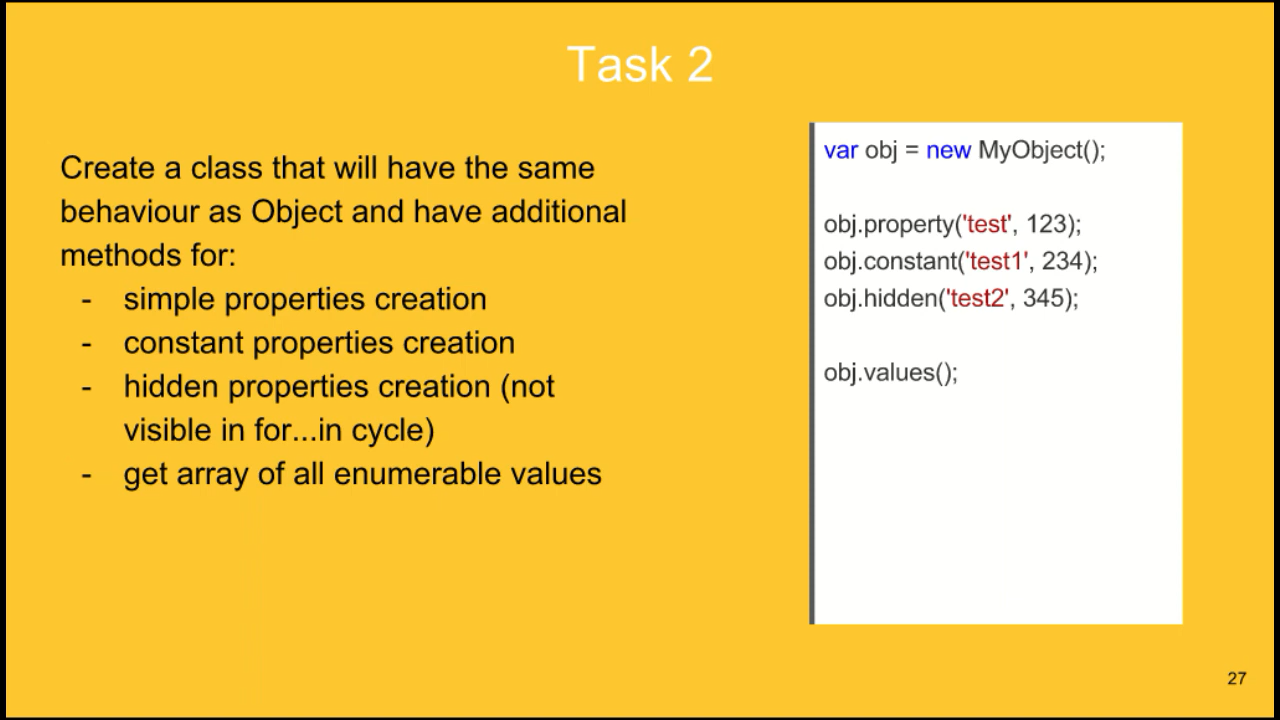 Task 2
Create a class that will have the same
behaviour as Object and have additional
methods for:
- simple properties creation
- constant properties creation
- hidden properties creation (not
visible in for...in cycle)
- get array of all enumerable values
var obj = new MyObject();
obj.property('test', 123);
obj.constant('test1', 234);
obj.hidden('test2', 345);
obj.values();
27